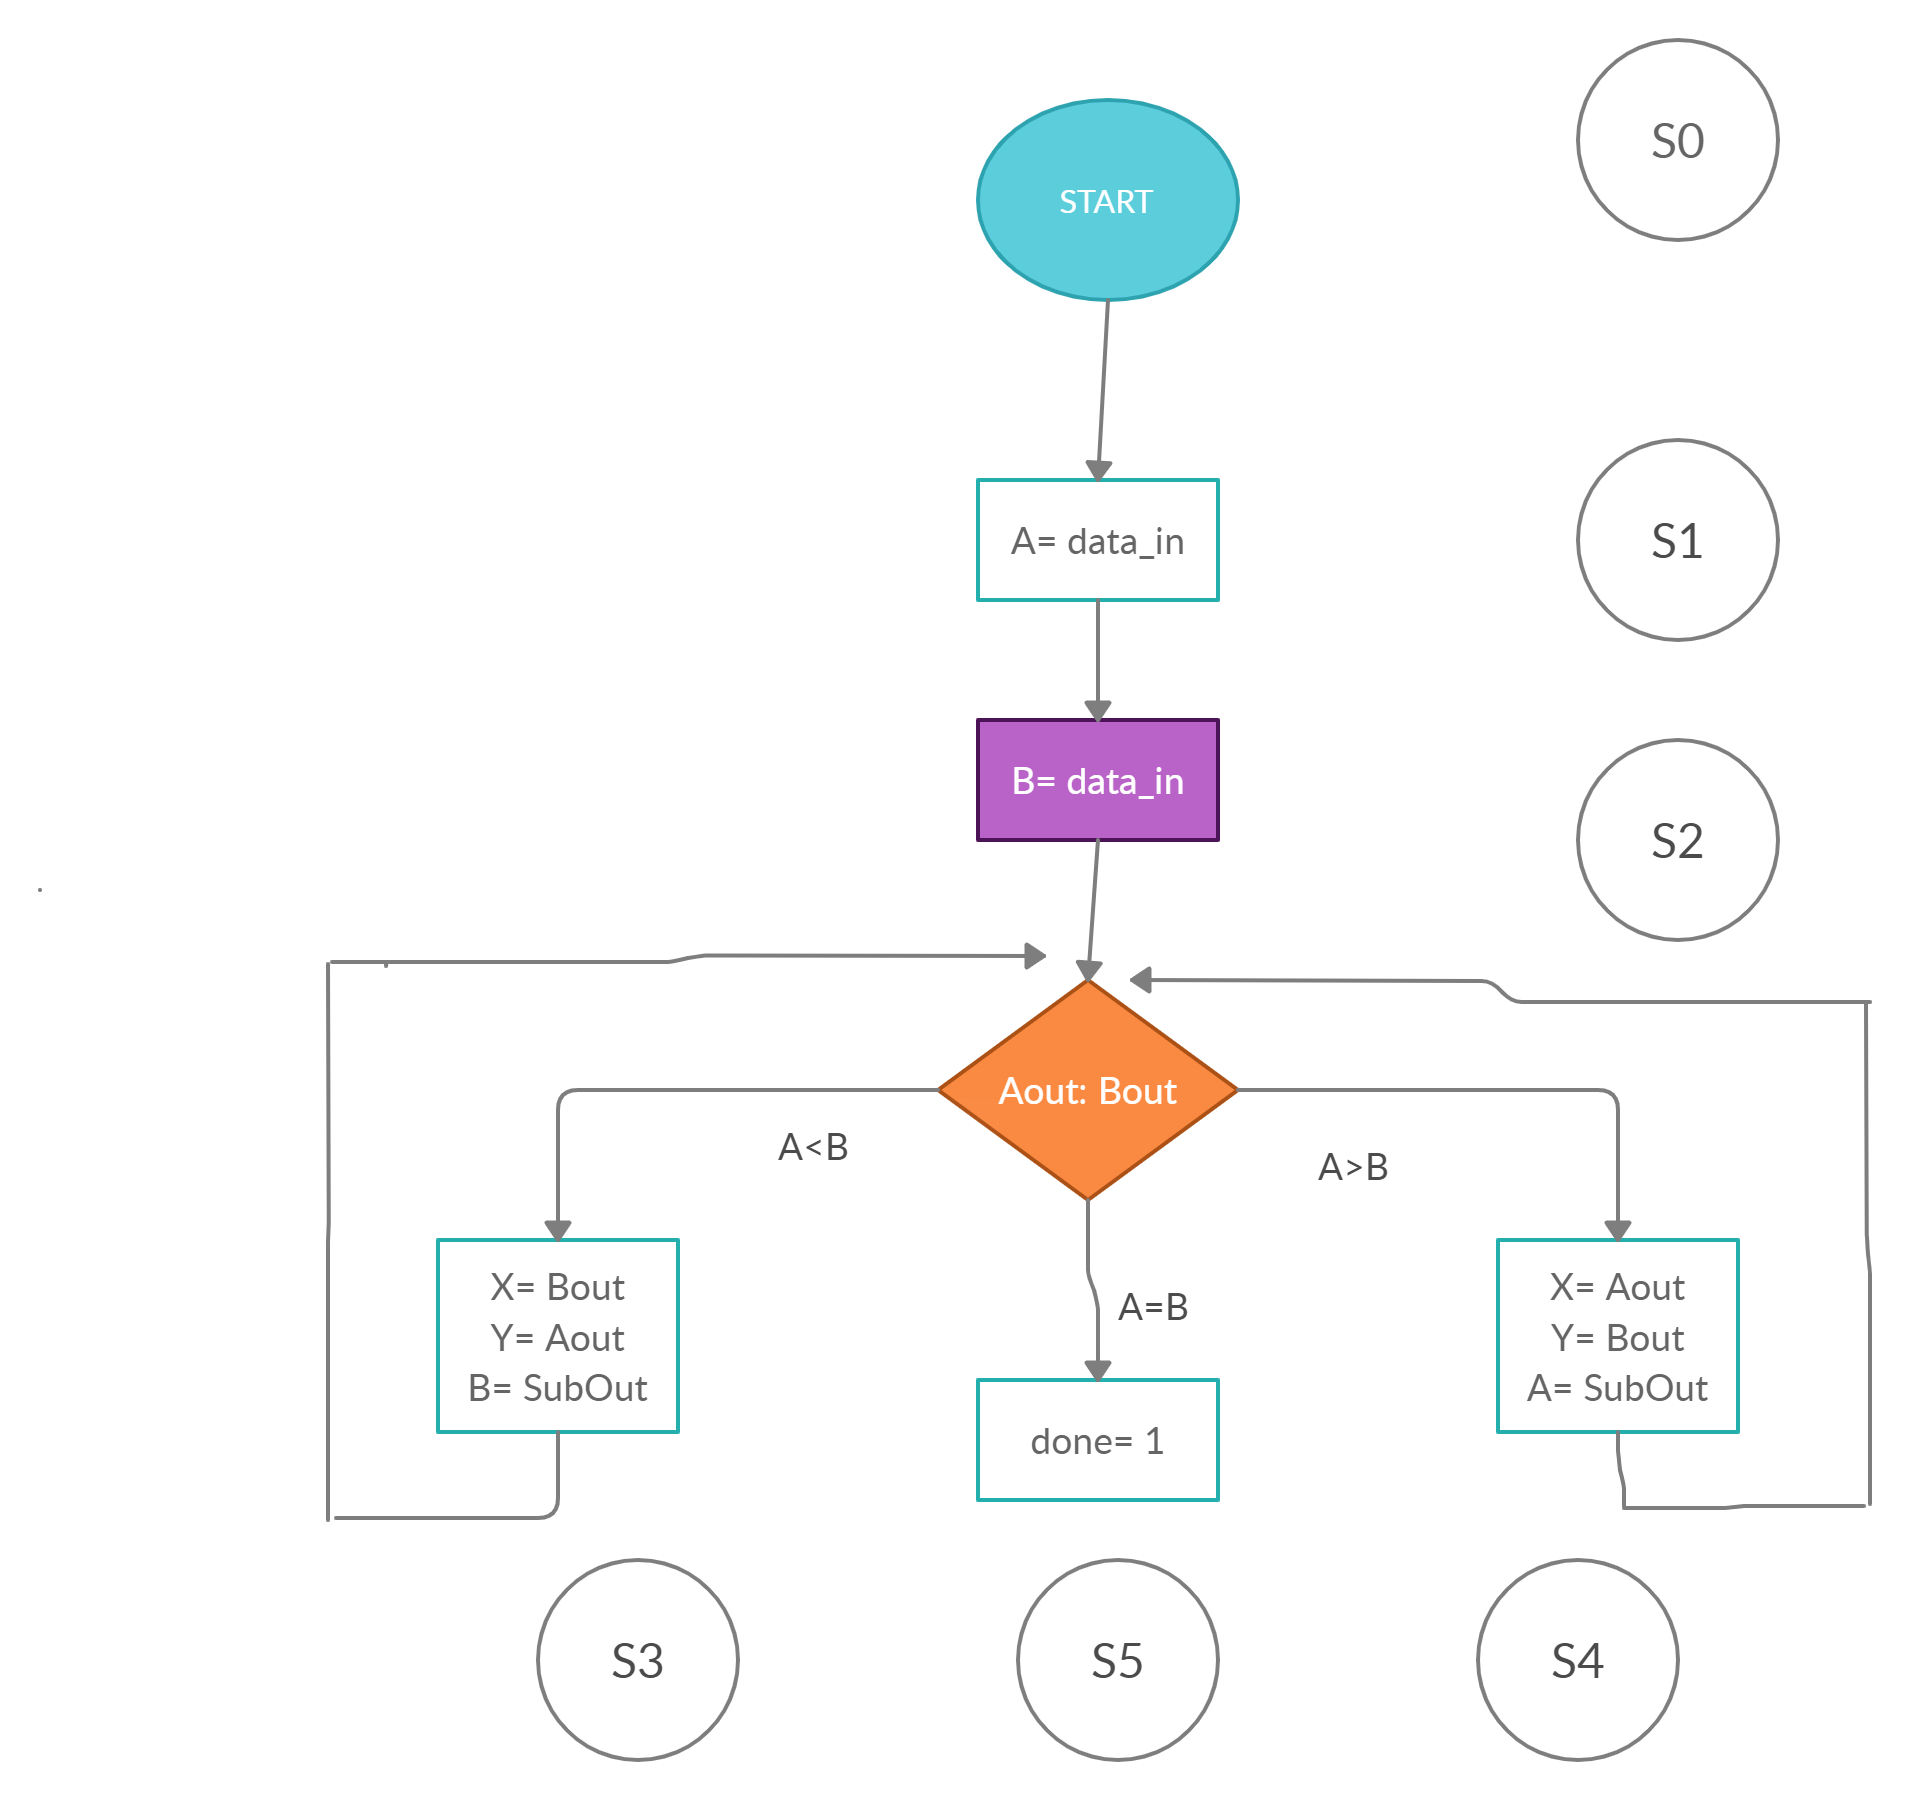 S0
START
A= data_in
S1
B= data_in
S2
Aout: Bout
A<B
A>B
X= Bout
Y= Aout
B= SubOut
A=B
X= Aout
Y= Bout
A= SubOut
done= 1
S3
S5
S4